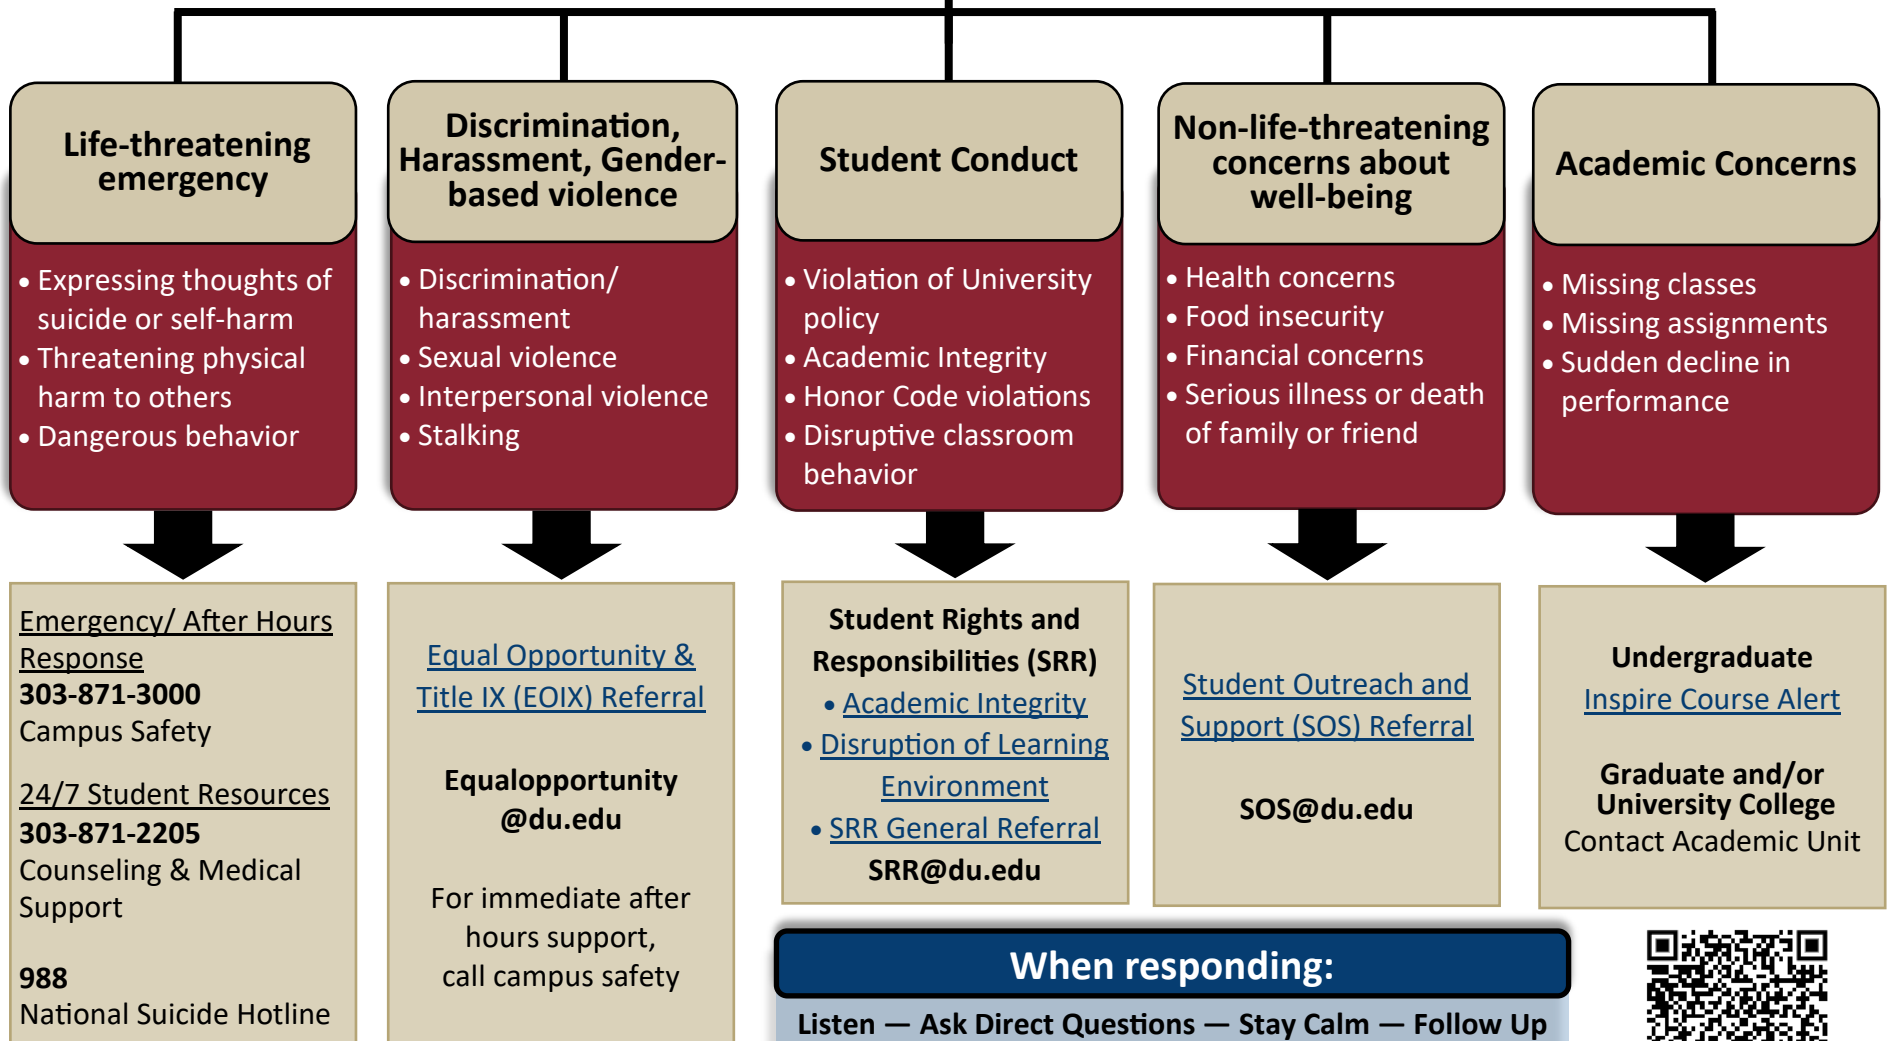 Life-threatening
emergency
• Expressing thoughts of
suicide or self-harm
• Threatening physical
harm to others
• Dangerous behavior
Emergency/ After Hours
Response
303-871-3000
Campus Safety
24/7 Student Resources
303-871-2205
Counseling & Medical
Support
988
National Suicide Hotline
Discrimination,
Harassment, Gender-
based violence
• Discrimination/
harassment
• Sexual violence
• Interpersonal violence
• Stalking
Equal Opportunity &
Title IX (EOIX) Referral
Equalopportunity
@du.edu
For immediate after
hours support,
call campus safety
Student Conduct
• Violation of University
policy
• Academic Integrity
• Honor Code violations
• Disruptive classroom
behavior
Student Rights and
Responsibilities (SRR)
• Academic Integrity
• Disruption of Learning
Environment
• SRR General Referral
SRR@du.edu
Non-life-threatening
concerns about
well-being
• Health concerns
• Food insecurity
• Financial concerns
• Serious illness or death
of family or friend
Student Outreach and
Support (SOS) Referral
SOS@du.edu
Academic Concerns
• Missing classes
• Missing assignments
• Sudden decline in
performance
Undergraduate
Inspire Course Alert
Graduate and/or
University College
Contact Academic Unit
When responding:
Listen — Ask Direct Questions — Stay Calm — Follow Up